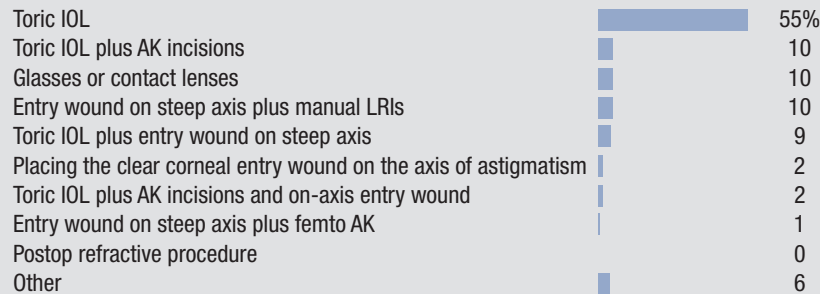 Toric IOL 55%
Toric IOL plus AK incisions 10
Glasses or contact lenses 10
Entry wound on steep axis plus manual LRIs 10
Toric IOL plus entry wound on steep axis 9
Placing the clear corneal entry wound on the axis of astigmatism 2
Toric IOL plus AK incisions and on-axis entry wound 2
Entry wound on steep axis plus femto AK 1
Postop refractive procedure 0
Other 6